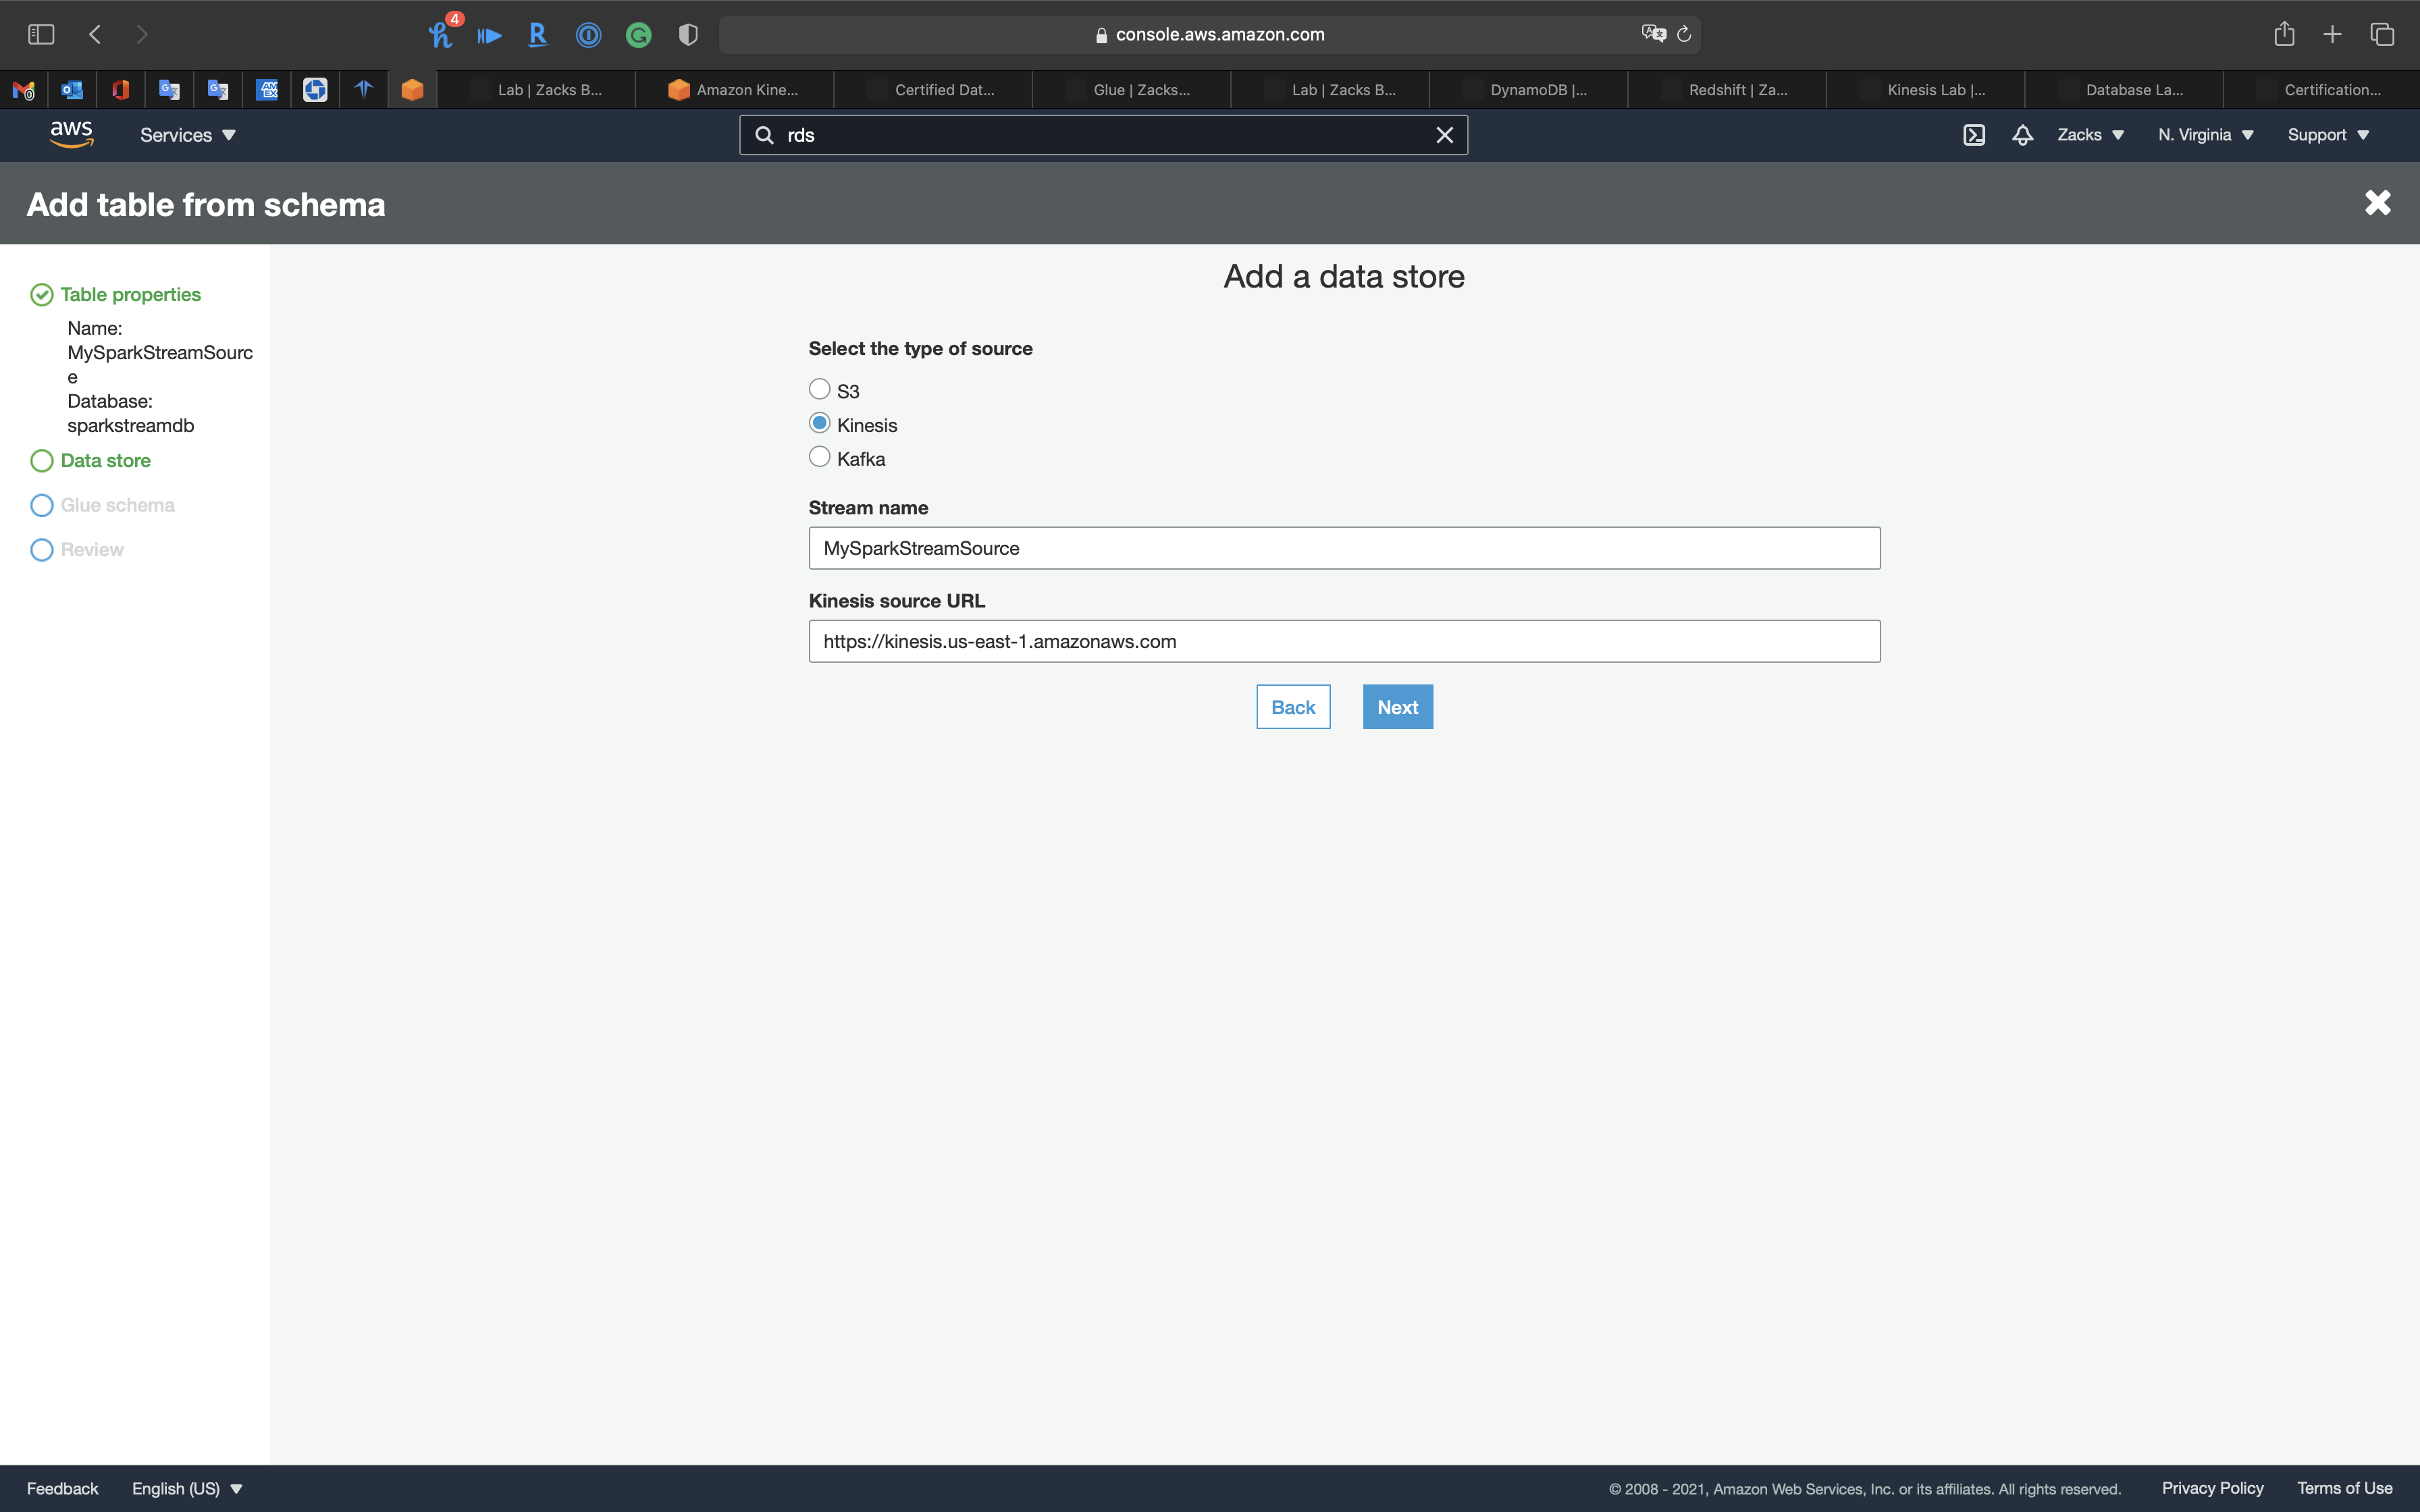 4
console.aws.amazon.com
Lab | Zacks B...
Amazon Kine...
Certified Dat...
Glue | Zacks...
Lab | Zacks B...
DynamoDB |...
Redshift | Za...
Kinesis Lab |...
Database La...
Certification...
aws
Services
rds
Zacks
N. Virginia
Support
Add table from schema
Table properties
Name:
MySparkStreamSourc
e
Database:
sparkstreamdb
Data store
Glue schema
Review
Add a data store
Select the type of source
S3
Kinesis
Kafka
Stream name
MySparkStreamSource
Kinesis source URL
https://kinesis.us-east-1.amazonaws.com
Back
Next
Feedback
English (US)
© 2008 - 2021, Amazon Web Services, Inc. or its affiliates. All rights reserved.
Privacy Policy
Terms of Use